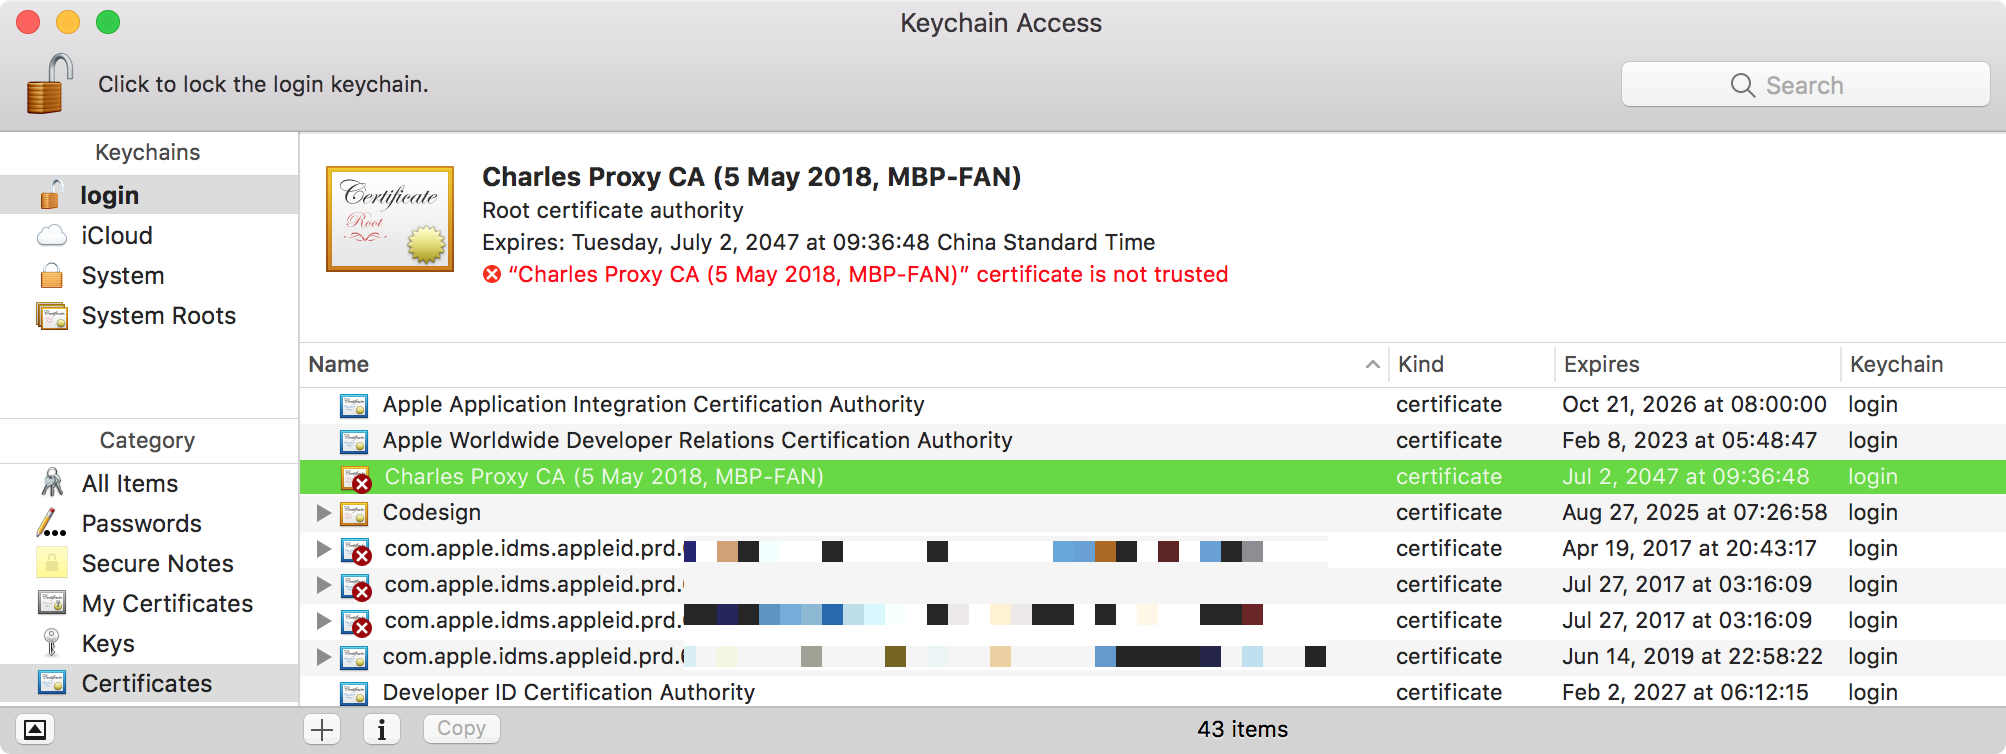 Keychain Access
Click to lock the login keychain.
Search
Keychains
login
iCloud
System
System Roots
Category
All Items
Passwords
Secure Notes
My Certificates
Keys
Certificates
Certificate
Root
Charles Proxy CA (5 May 2018, MBP-FAN)
Root certificate authority
Expires: Tuesday, July 2, 2047 at 09:36:48 China Standard Time
“Charles Proxy CA (5 May 2018, MBP-FAN)” certificate is not trusted
Name Kind Expires Keychain
Apple Application Integration Certification Authority certificate Oct 21, 2026 at 08:00:00 login
Apple Worldwide Developer Relations Certification Authority certificate Feb 8, 2023 at 05:48:47 login
Charles Proxy CA (5 May 2018, MBP-FAN) certificate Jul 2, 2047 at 09:36:48 login
Codesign certificate Aug 27, 2025 at 07:26:58 login
com.apple.idms.appleid.prd. certificate Apr 19, 2017 at 20:43:17 login
com.apple.idms.appleid.prd. certificate Jul 27, 2017 at 03:16:09 login
com.apple.idms.appleid.prd. certificate Jul 27, 2017 at 03:16:09 login
com.apple.idms.appleid.prd. certificate Jun 14, 2019 at 22:58:22 login
Developer ID Certification Authority certificate Feb 2, 2027 at 06:12:15 login
Copy
43 items